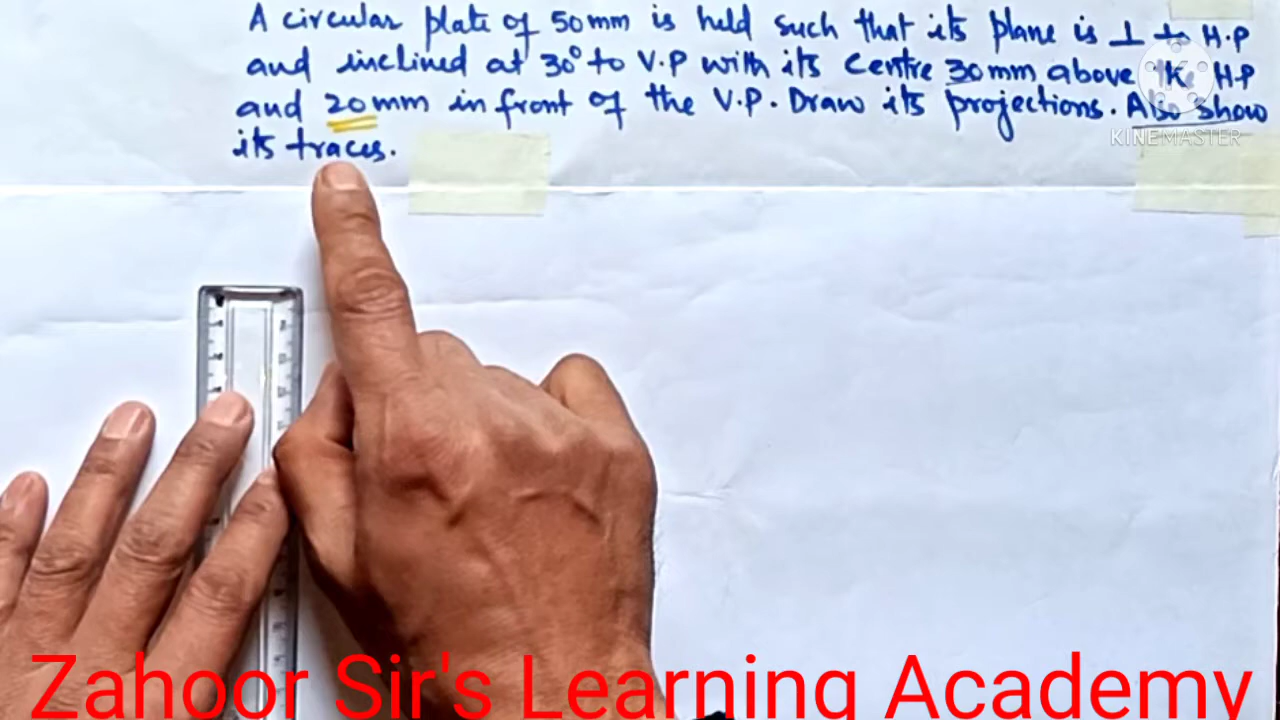 A circular plate of 50mm is held such that its plane is ⊥ to H.P
and inclined at 30° to V.P with its centre 30mm above the H.P
and 20mm in front of the V.P. Draw its projections. Also show
its traces.
KINEMASTER
Zahoor Sir's Learning Academy